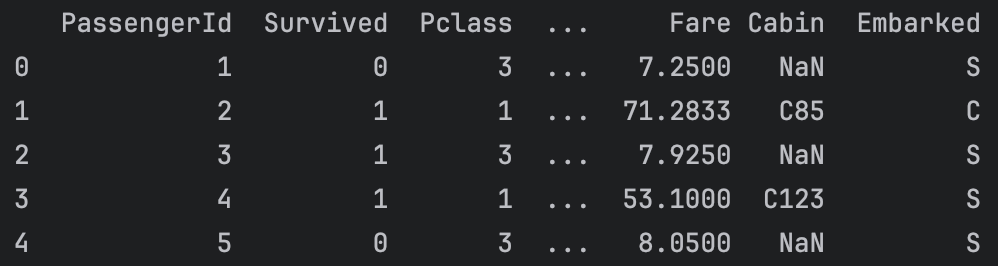 PassengerId Survived Pclass ... Fare Cabin Embarked
0 1 0 3 ... 7.2500 NaN S
1 2 1 1 ... 71.2833 C85 C
2 3 1 3 ... 7.9250 NaN S
3 4 1 1 ... 53.1000 C123 S
4 5 0 3 ... 8.0500 NaN S